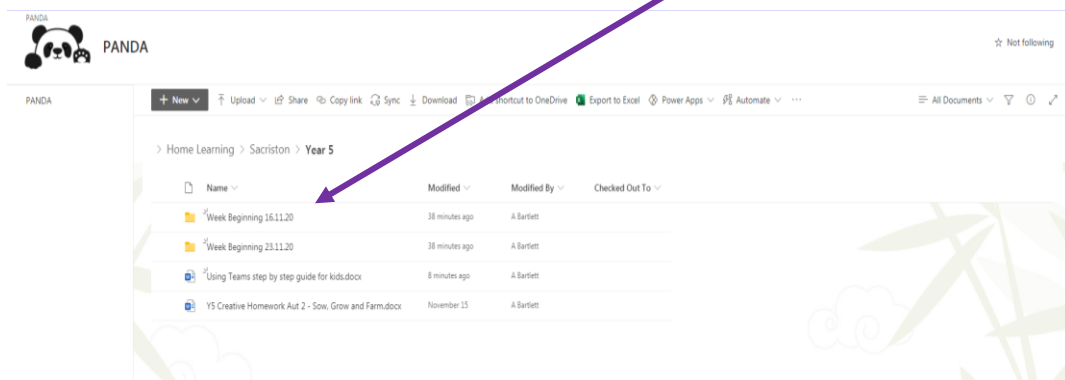 PANDA
PANDA
☆ Not following
PANDA
+ New Upload Share Copy link Sync Download shortcut to OneDrive Export to Excel Power Apps Automate ··· All Documents
> Home Learning > Sacriston > Year 5
Name Modified Modified By Checked Out To
Week Beginning 16.11.20 38 minutes ago A Bartlett
Week Beginning 23.11.20 38 minutes ago A Bartlett
Using Teams step by step guide for kids.docx 8 minutes ago A Bartlett
Y5 Creative Homework Aut 2 - Sow, Grow and Farm.docx November 15 A Bartlett